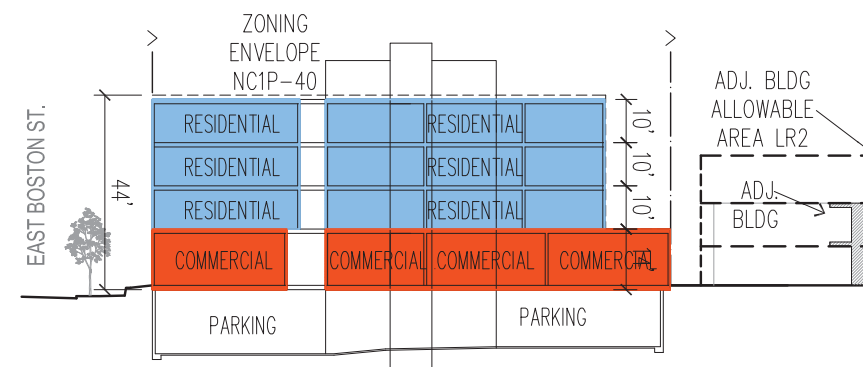 ZONING
ENVELOPE
NC1P-40
ADJ. BLDG
ALLOWABLE
AREA LR2
EAST BOSTON ST.
44'
RESIDENTIAL RESIDENTIAL 10'
RESIDENTIAL RESIDENTIAL 10'
RESIDENTIAL RESIDENTIAL 10'
ADJ.
BLDG
COMMERCIAL COMMERCIAL COMMERCIAL COMMERCIAL
PARKING PARKING